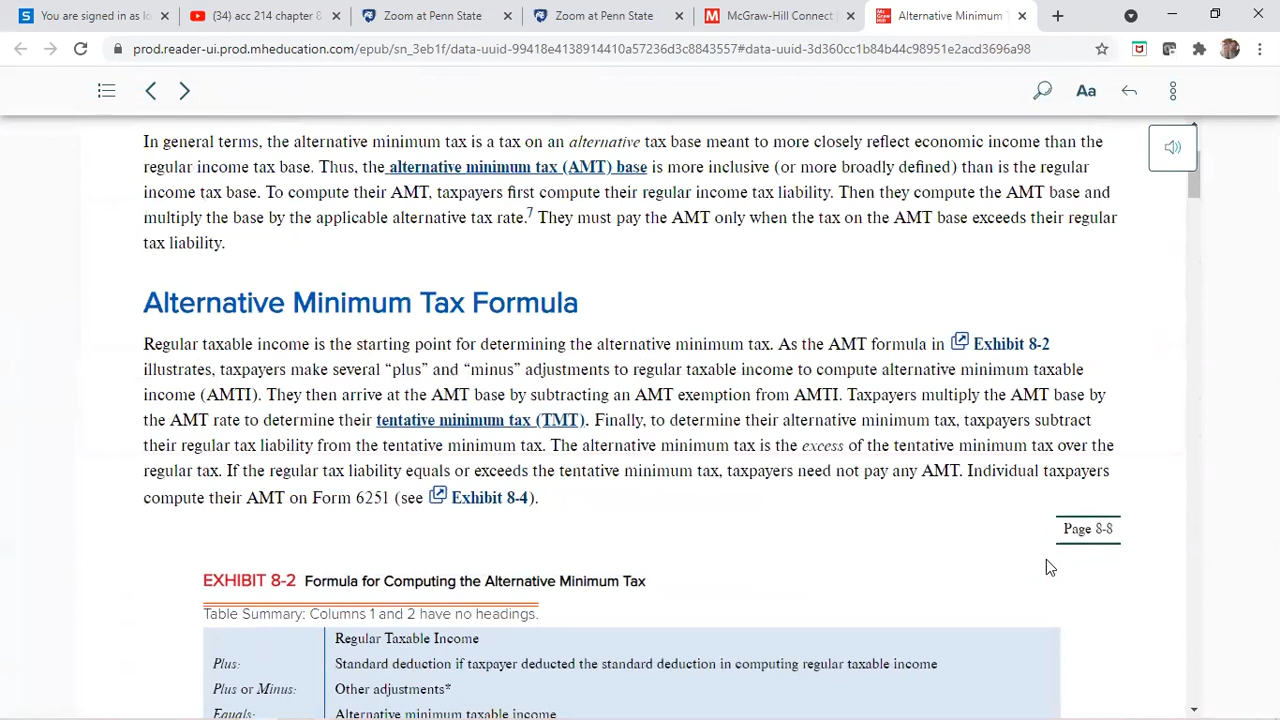 You are signed in as lo
(34) acc 214 chapter 8
Zoom at Penn State
Zoom at Penn State
McGraw-Hill Connect
Alternative Minimum T
prod.reader-ui.prod.mheducation.com/epub/sn_3eb1f/data-uuid-99418e4138914410a57236d3c8843557#data-uuid-3d360cc1b84b44c98951e2acd3696a98
Aa
In general terms, the alternative minimum tax is a tax on an alternative tax base meant to more closely reflect economic income than the
regular income tax base. Thus, the alternative minimum tax (AMT) base is more inclusive (or more broadly defined) than is the regular
income tax base. To compute their AMT, taxpayers first compute their regular income tax liability. Then they compute the AMT base and
multiply the base by the applicable alternative tax rate.7 They must pay the AMT only when the tax on the AMT base exceeds their regular
tax liability.
Alternative Minimum Tax Formula
Regular taxable income is the starting point for determining the alternative minimum tax. As the AMT formula in Exhibit 8-2
illustrates, taxpayers make several “plus” and “minus” adjustments to regular taxable income to compute alternative minimum taxable
income (AMTI). They then arrive at the AMT base by subtracting an AMT exemption from AMTI. Taxpayers multiply the AMT base by
the AMT rate to determine their tentative minimum tax (TMT). Finally, to determine their alternative minimum tax, taxpayers subtract
their regular tax liability from the tentative minimum tax. The alternative minimum tax is the excess of the tentative minimum tax over the
regular tax. If the regular tax liability equals or exceeds the tentative minimum tax, taxpayers need not pay any AMT. Individual taxpayers
compute their AMT on Form 6251 (see Exhibit 8-4).
Page 8-8
EXHIBIT 8-2 Formula for Computing the Alternative Minimum Tax
Table Summary: Columns 1 and 2 have no headings.
Regular Taxable Income
Plus: Standard deduction if taxpayer deducted the standard deduction in computing regular taxable income
Plus or Minus: Other adjustments*
Equals: Alternative minimum taxable income